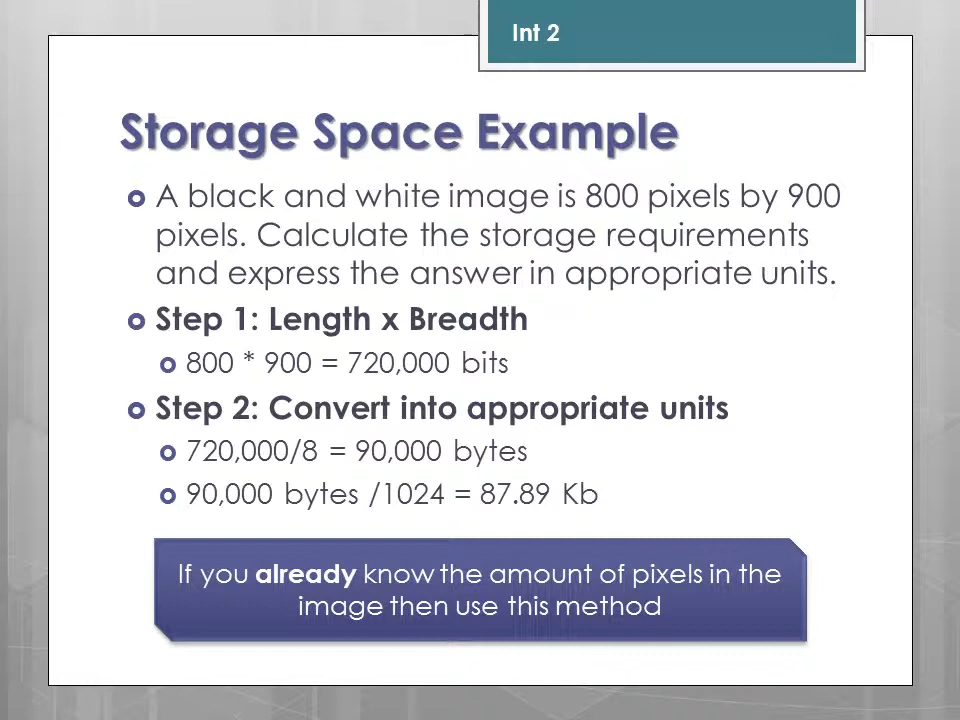 Int 2
Storage Space Example
A black and white image is 800 pixels by 900
pixels. Calculate the storage requirements
and express the answer in appropriate units.
Step 1: Length x Breadth
800 * 900 = 720,000 bits
Step 2: Convert into appropriate units
720,000/8 = 90,000 bytes
90,000 bytes /1024 = 87.89 Kb
If you already know the amount of pixels in the
image then use this method